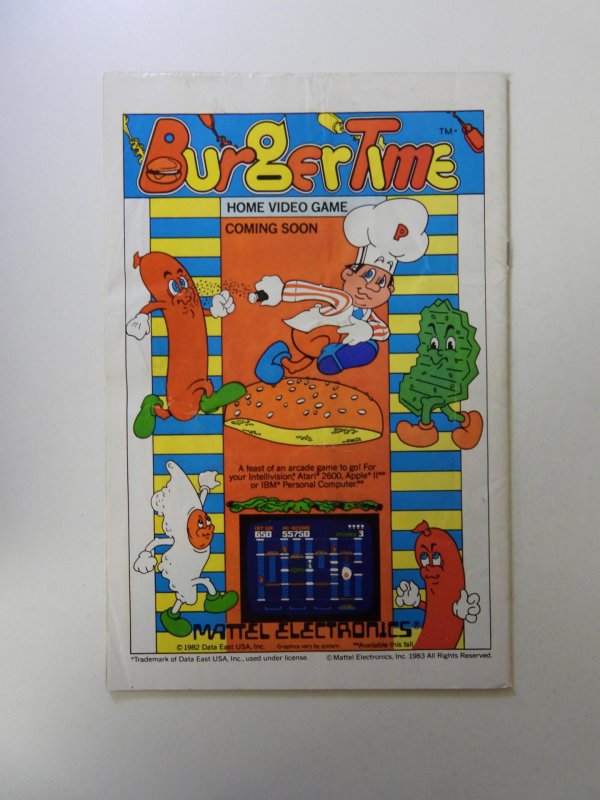 BurgerTime TM*
HOME VIDEO GAME
COMING SOON
P
A feast of an arcade game to go! For
your Intellivision,® Atari® 2600, Apple® II**
or IBM® Personal Computer.**
1ST UP HI-SCORE
650 55750 3
MATTEL ELECTRONICS®
© 1982 Data East USA, Inc. Graphics vary by system. **Available this fall.
*Trademark of Data East USA, Inc., used under license. © Mattel Electronics, Inc. 1983 All Rights Reserved.